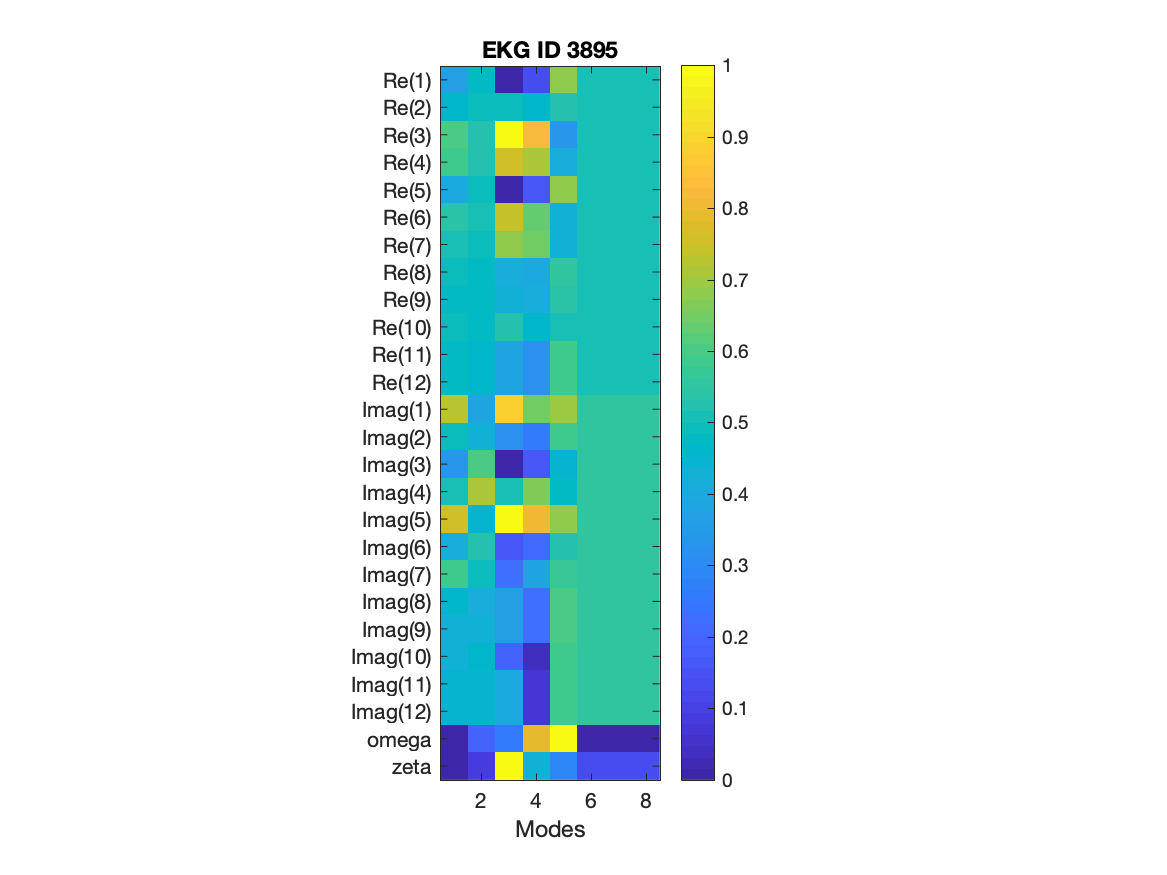 EKG ID 3895
Re(1)
Re(2)
Re(3)
Re(4)
Re(5)
Re(6)
Re(7)
Re(8)
Re(9)
Re(10)
Re(11)
Re(12)
Imag(1)
Imag(2)
Imag(3)
Imag(4)
Imag(5)
Imag(6)
Imag(7)
Imag(8)
Imag(9)
Imag(10)
Imag(11)
Imag(12)
omega
zeta
2 4 6 8
Modes
1
0.9
0.8
0.7
0.6
0.5
0.4
0.3
0.2
0.1
0